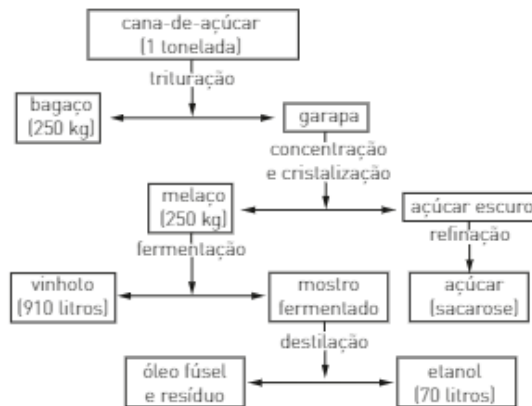 cana-de-açúcar
(1 tonelada)
trituração
bagaço
(250 kg)
garapa
concentração
e cristalização
melaço
(250 kg)
açúcar escuro
fermentação
refinação
vinhoto
(910 litros)
mostro
fermentado
açúcar
(sacarose)
destilação
óleo fúsel
e resíduo
etanol
(70 litros)